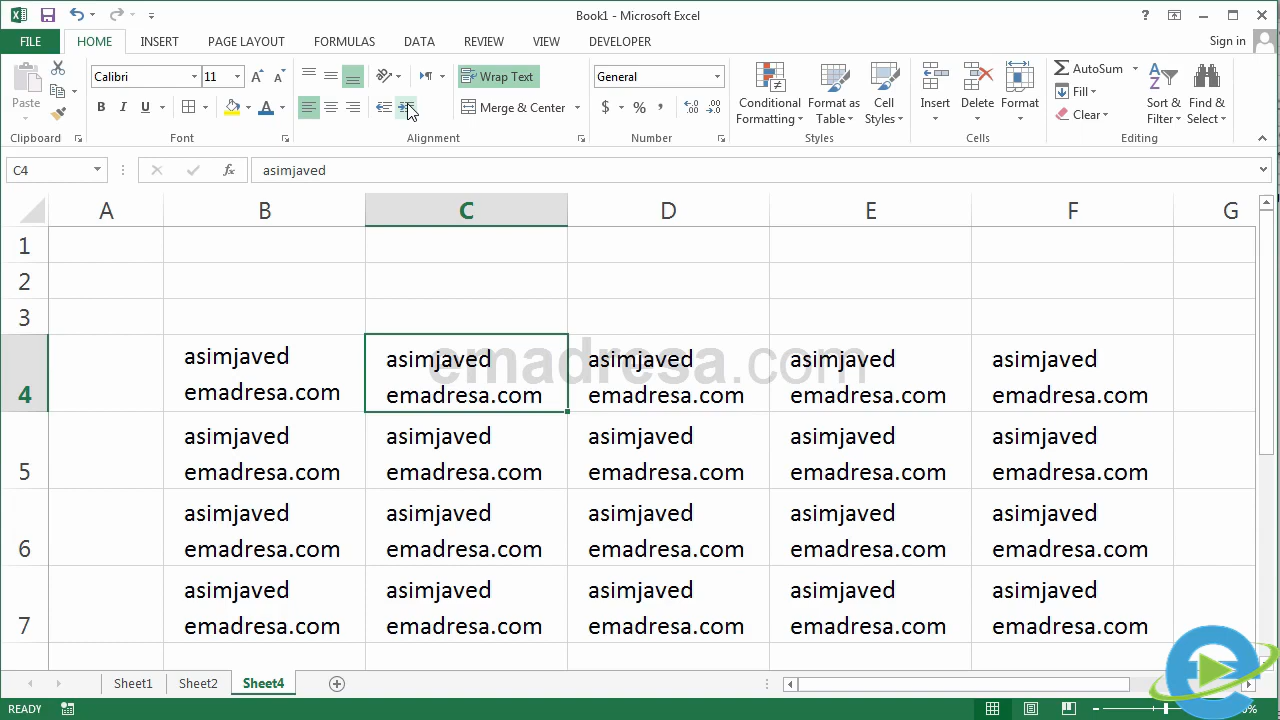 Book1 - Microsoft Excel
?
FILE HOME INSERT PAGE LAYOUT FORMULAS DATA REVIEW VIEW DEVELOPER Sign in
Paste
Calibri 11
B I U A
Wrap Text
Merge & Center
General
$ % ,
Conditional Formatting
Format as Table
Cell Styles
Insert Delete Format
AutoSum
Fill
Clear
Sort & Filter
Find & Select
Clipboard Font Alignment Number Styles Cells Editing
C4 fx asimjaved
A B C D E F G
1
2
3
emadresa.com
4
asimjaved asimjaved asimjaved asimjaved asimjaved
emadresa.com emadresa.com emadresa.com emadresa.com emadresa.com
5
asimjaved asimjaved asimjaved asimjaved asimjaved
emadresa.com emadresa.com emadresa.com emadresa.com emadresa.com
6
asimjaved asimjaved asimjaved asimjaved asimjaved
emadresa.com emadresa.com emadresa.com emadresa.com emadresa.com
7
asimjaved asimjaved asimjaved asimjaved asimjaved
emadresa.com emadresa.com emadresa.com emadresa.com emadresa.com
Sheet1 Sheet2 Sheet4
READY